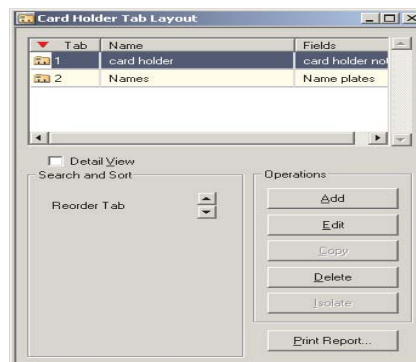 Card Holder Tab Layout
Tab Name Fields
1 card holder card holder not
2 Names Name plates
Detail View
Search and Sort
Reorder Tab
Operations
Add
Edit
Copy
Delete
Isolate
Print Report...